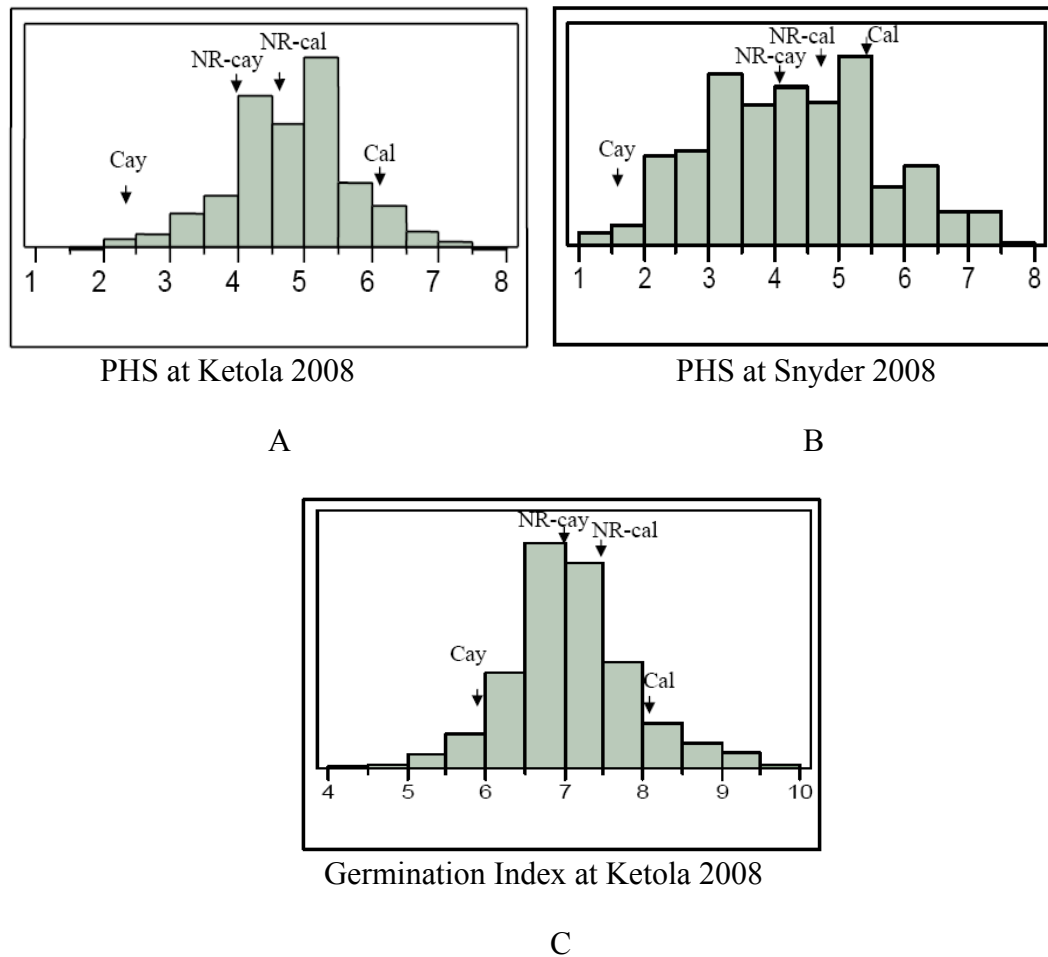 NR-cal
NR-cay
Cay
Cal
1 2 3 4 5 6 7 8
PHS at Ketola 2008
A
NR-cal Cal
NR-cay
Cay
1 2 3 4 5 6 7 8
PHS at Snyder 2008
B
NR-cay NR-cal
Cay
Cal
4 5 6 7 8 9 10
Germination Index at Ketola 2008
C